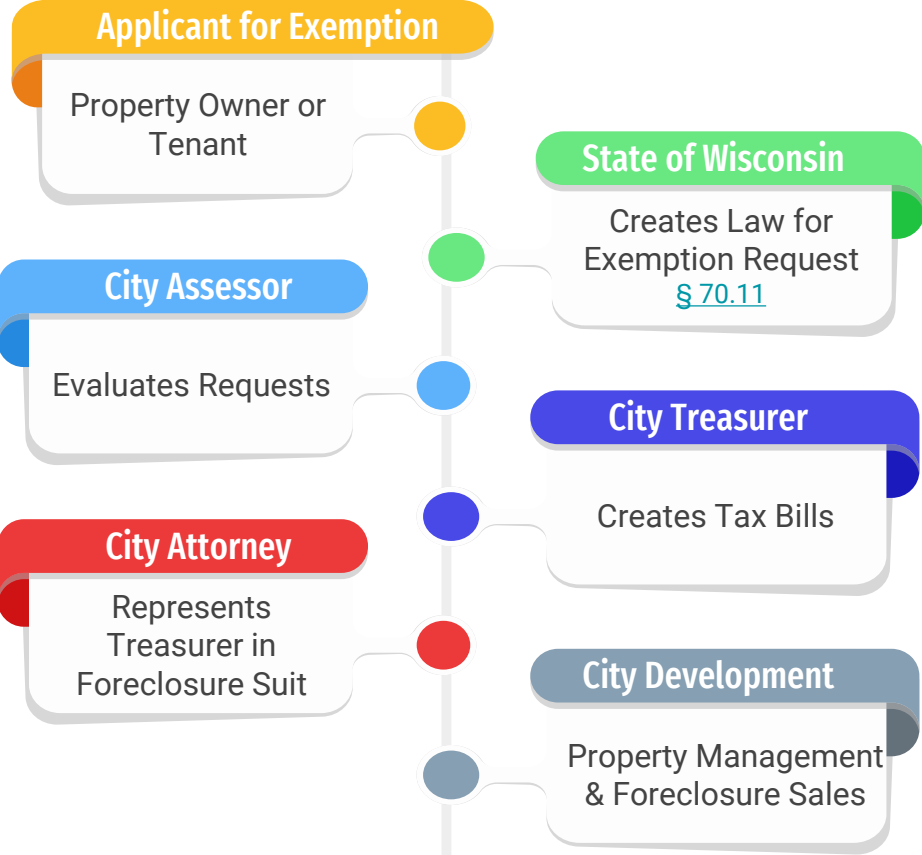 Applicant for Exemption
Property Owner or
Tenant
State of Wisconsin
Creates Law for
Exemption Request
§ 70.11
City Assessor
Evaluates Requests
City Treasurer
Creates Tax Bills
City Attorney
Represents
Treasurer in
Foreclosure Suit
City Development
Property Management
& Foreclosure Sales